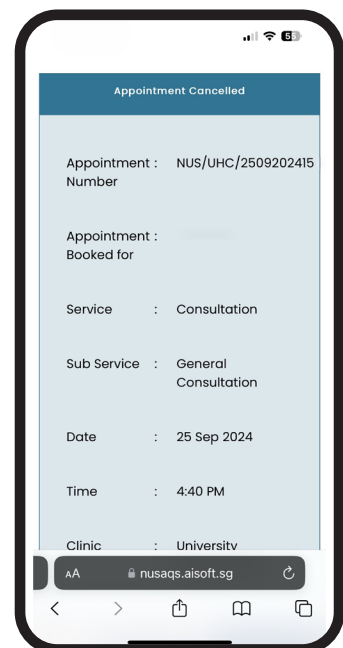 55
Appointment Cancelled
Appointment : NUS/UHC/2509202415
Number
Appointment :
Booked for
Service : Consultation
Sub Service : General
Consultation
Date : 25 Sep 2024
Time : 4:40 PM
Clinic : University
AA nusaqs.aisoft.sg